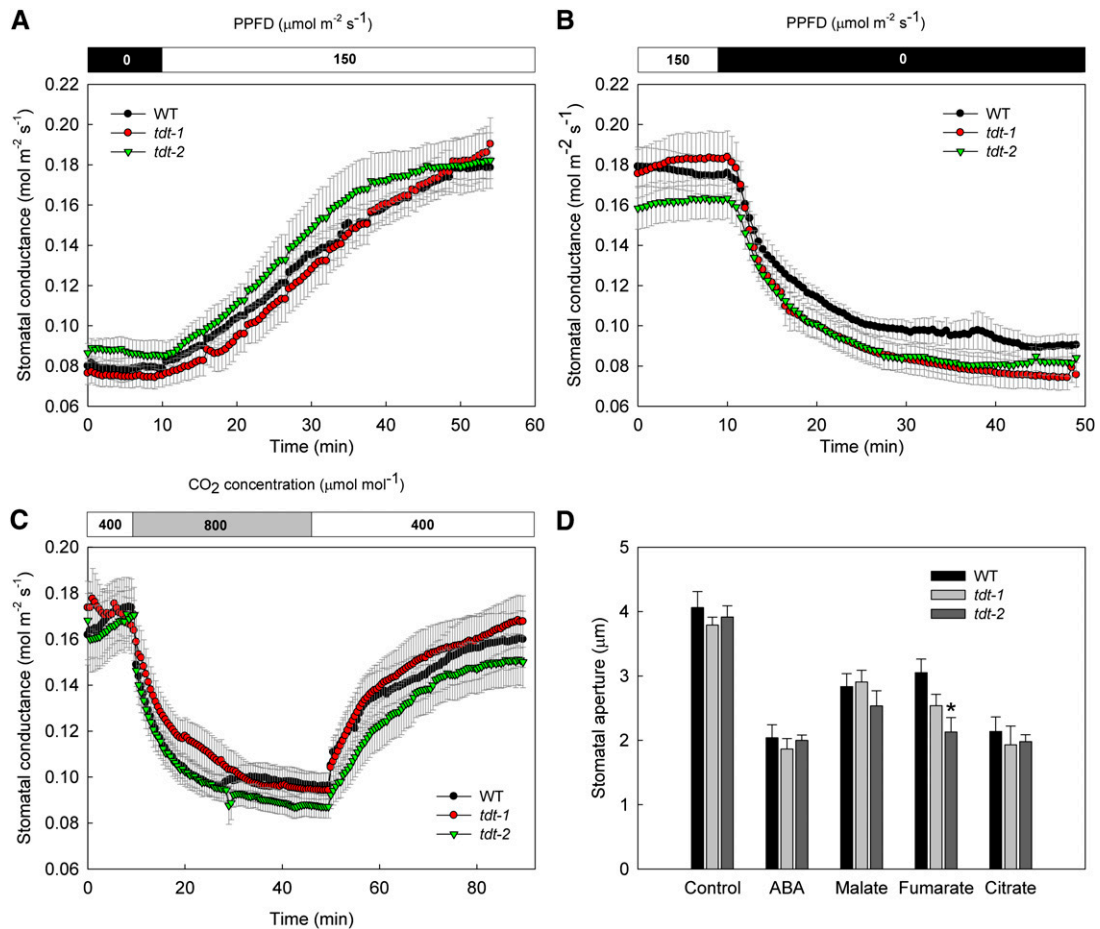 A
PPFD (μmol m⁻² s⁻¹)
0
150
0.22
0.20
0.18
0.16
0.14
0.12
0.10
0.08
0.06
Stomatal conductance (mol m⁻² s⁻¹)
WT
tdt-1
tdt-2
0 10 20 30 40 50 60
Time (min)
B
PPFD (μmol m⁻² s⁻¹)
150
0
0.22
0.20
0.18
0.16
0.14
0.12
0.10
0.08
0.06
Stomatal conductance (mol m⁻² s⁻¹)
WT
tdt-1
tdt-2
0 10 20 30 40 50
Time (min)
C
CO₂ concentration (μmol mol⁻¹)
400
800
400
0.20
0.18
0.16
0.14
0.12
0.10
0.08
0.06
Stomatal conductance (mol m⁻² s⁻¹)
WT
tdt-1
tdt-2
0 20 40 60 80
Time (min)
D
5
4
3
2
1
0
Stomatal aperture (μm)
WT
tdt-1
tdt-2
*
Control ABA Malate Fumarate Citrate